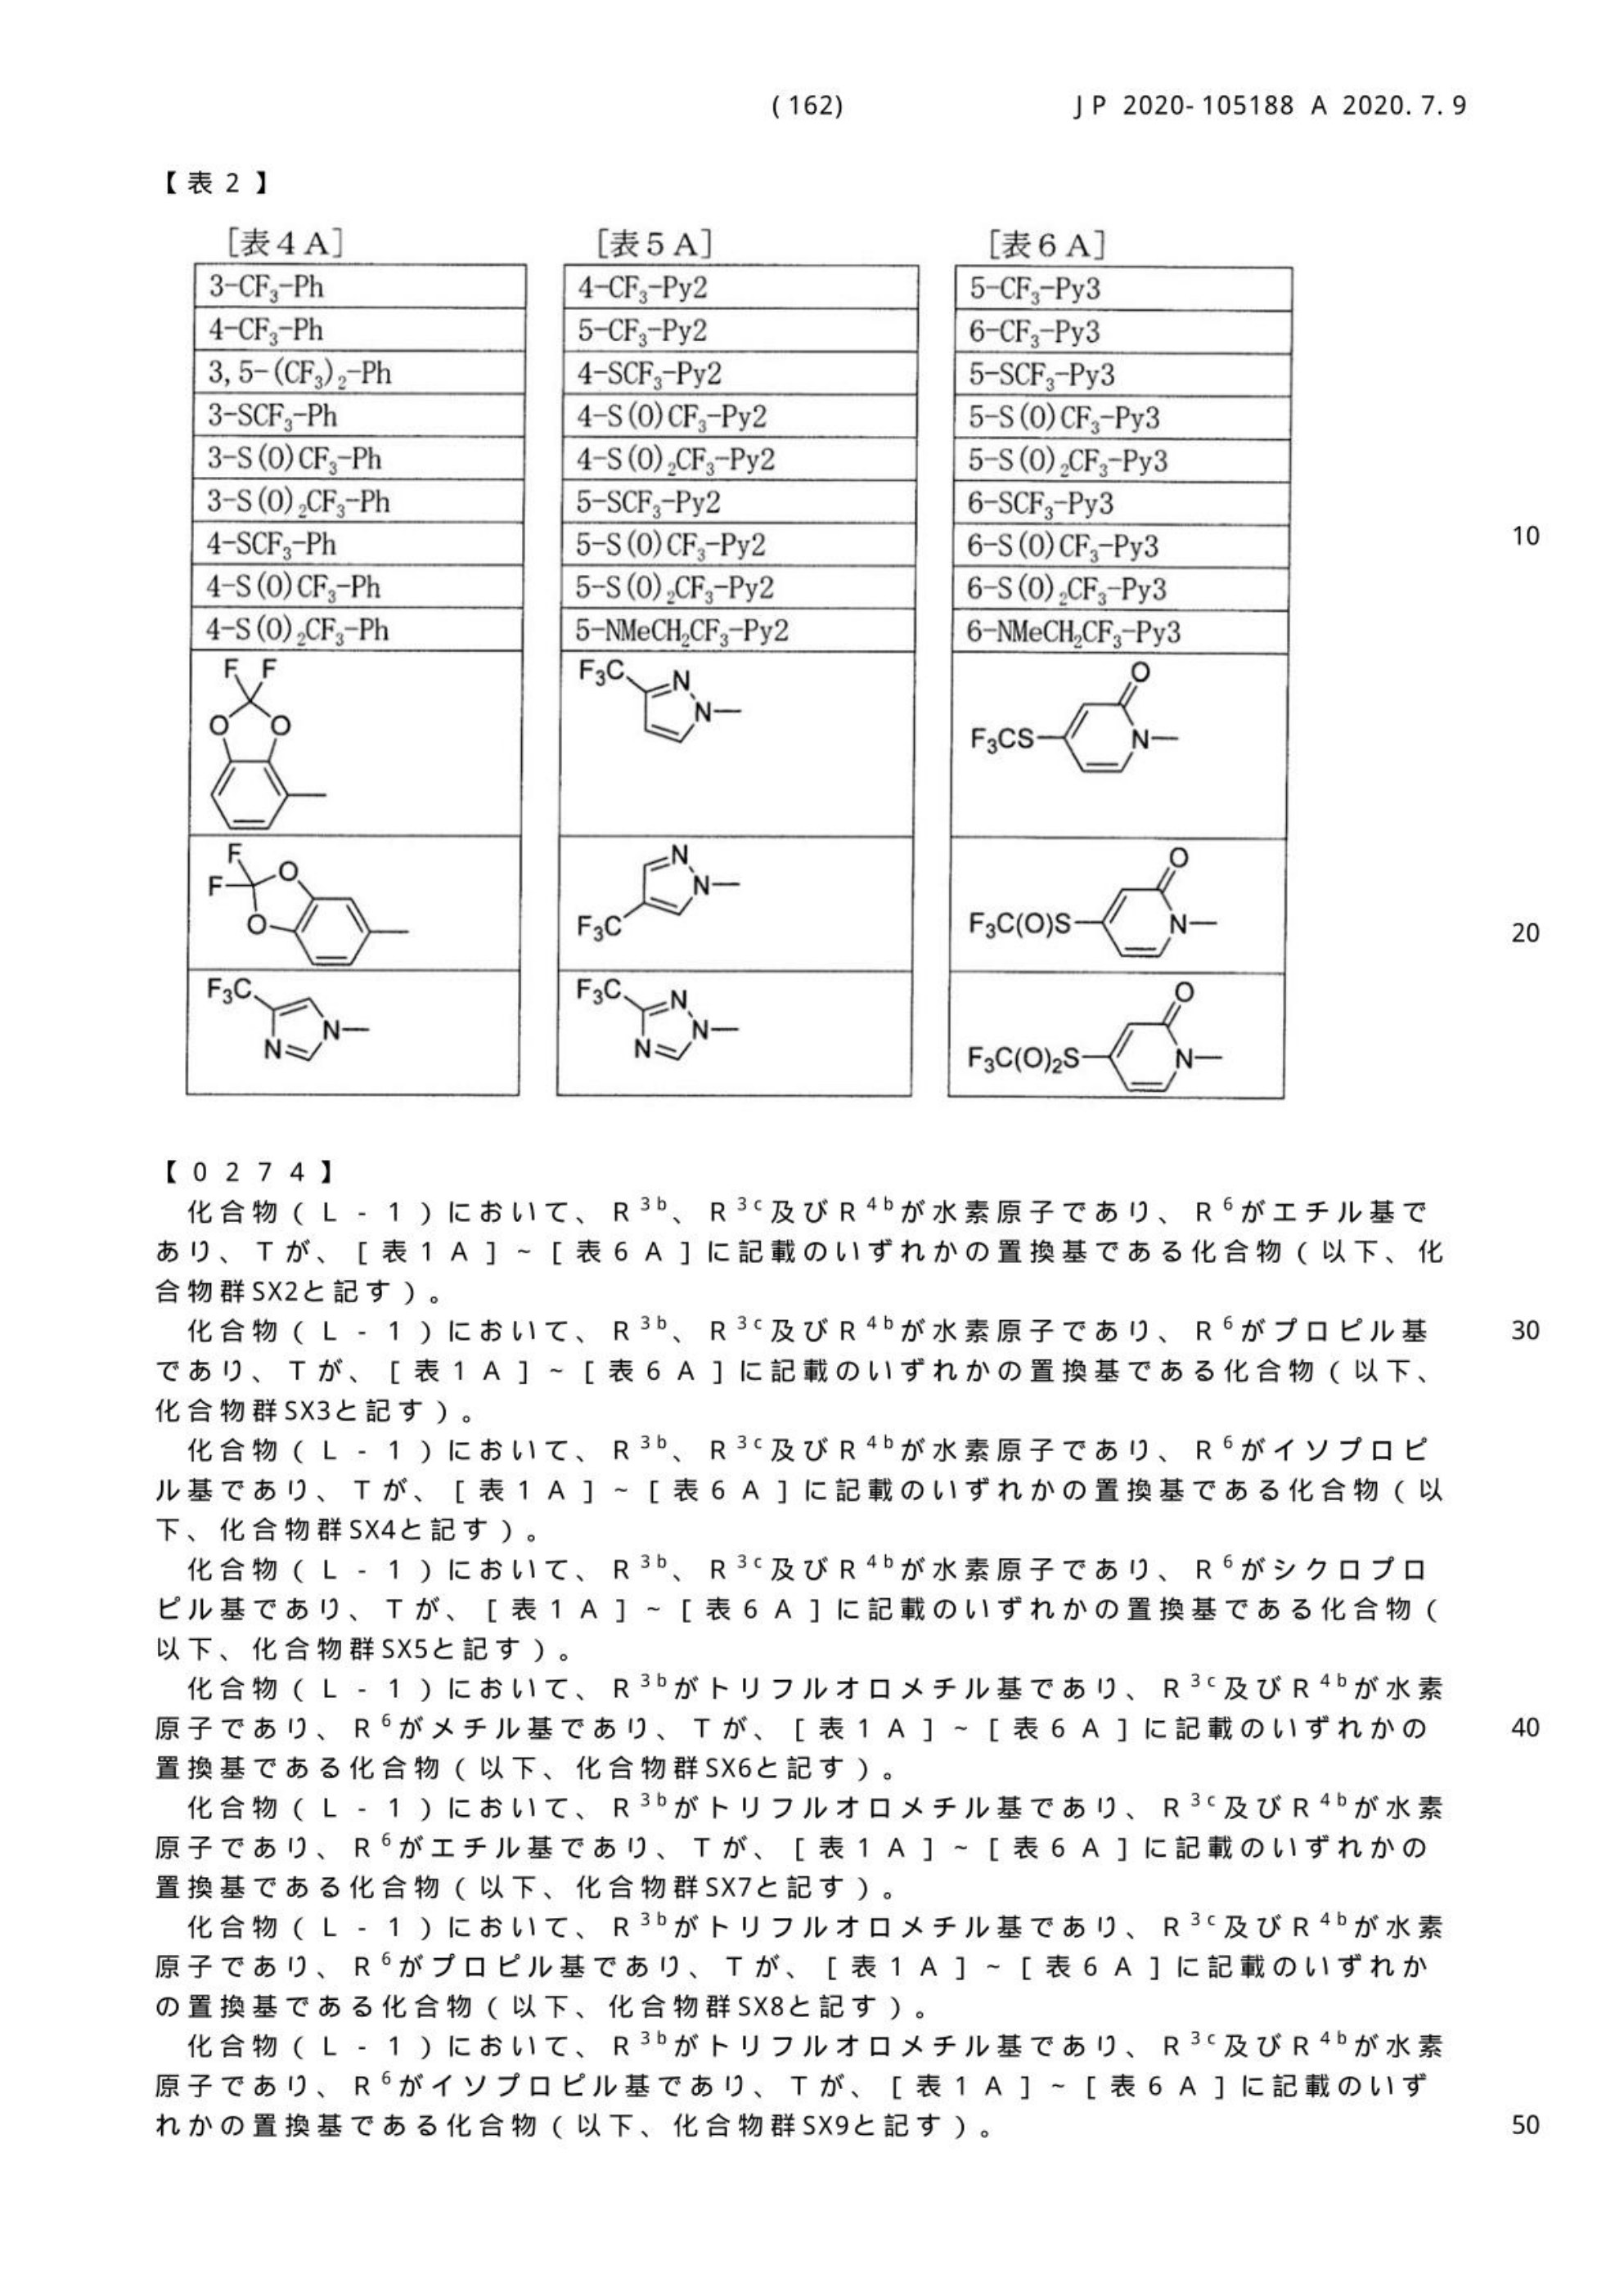 (162) JP 2020-105188 A 2020.7.9
【表2】
[表4A] [表5A] [表6A]
3-CF₃-Ph 4-CF₃-Py2 5-CF₃-Py3
4-CF₃-Ph 5-CF₃-Py2 6-CF₃-Py3
3,5-(CF₃)₂-Ph 4-SCF₃-Py2 5-SCF₃-Py3
3-SCF₃-Ph 4-S(O)CF₃-Py2 5-S(O)CF₃-Py3
3-S(O)CF₃-Ph 4-S(O)₂CF₃-Py2 5-S(O)₂CF₃-Py3
3-S(O)₂CF₃-Ph 5-SCF₃-Py2 6-SCF₃-Py3
4-SCF₃-Ph 5-S(O)CF₃-Py2 6-S(O)CF₃-Py3 10
4-S(O)CF₃-Ph 5-S(O)₂CF₃-Py2 6-S(O)₂CF₃-Py3
4-S(O)₂CF₃-Ph 5-NMeCH₂CF₃-Py2 6-NMeCH₂CF₃-Py3
F F F₃C N O
O O N F₃CS N
F O N O
F O F₃C N F₃C(O)S N 20
F₃C N F₃C N O
N N N F₃C(O)₂S N
【0274】
化合物(L-1)において、R³ᵇ、R³ᶜ及びR⁴ᵇが水素原子であり、R⁶がエチル基で
あり、Tが、[表1A]~[表6A]に記載のいずれかの置換基である化合物(以下、化
合物群SX2と記す)。
化合物(L-1)において、R³ᵇ、R³ᶜ及びR⁴ᵇが水素原子であり、R⁶がプロピル基 30
であり、Tが、[表1A]~[表6A]に記載のいずれかの置換基である化合物(以下、
化合物群SX3と記す)。
化合物(L-1)において、R³ᵇ、R³ᶜ及びR⁴ᵇが水素原子であり、R⁶がイソプロピ
ル基であり、Tが、[表1A]~[表6A]に記載のいずれかの置換基である化合物(以
下、化合物群SX4と記す)。
化合物(L-1)において、R³ᵇ、R³ᶜ及びR⁴ᵇが水素原子であり、R⁶がシクロプロ
ピル基であり、Tが、[表1A]~[表6A]に記載のいずれかの置換基である化合物(
以下、化合物群SX5と記す)。
化合物(L-1)において、R³ᵇがトリフルオロメチル基であり、R³ᶜ及びR⁴ᵇが水素
原子であり、R⁶がメチル基であり、Tが、[表1A]~[表6A]に記載のいずれかの 40
置換基である化合物(以下、化合物群SX6と記す)。
化合物(L-1)において、R³ᵇがトリフルオロメチル基であり、R³ᶜ及びR⁴ᵇが水素
原子であり、R⁶がエチル基であり、Tが、[表1A]~[表6A]に記載のいずれかの
置換基である化合物(以下、化合物群SX7と記す)。
化合物(L-1)において、R³ᵇがトリフルオロメチル基であり、R³ᶜ及びR⁴ᵇが水素
原子であり、R⁶がプロピル基であり、Tが、[表1A]~[表6A]に記載のいずれか
の置換基である化合物(以下、化合物群SX8と記す)。
化合物(L-1)において、R³ᵇがトリフルオロメチル基であり、R³ᶜ及びR⁴ᵇが水素
原子であり、R⁶がイソプロピル基であり、Tが、[表1A]~[表6A]に記載のいず
れかの置換基である化合物(以下、化合物群SX9と記す)。 50